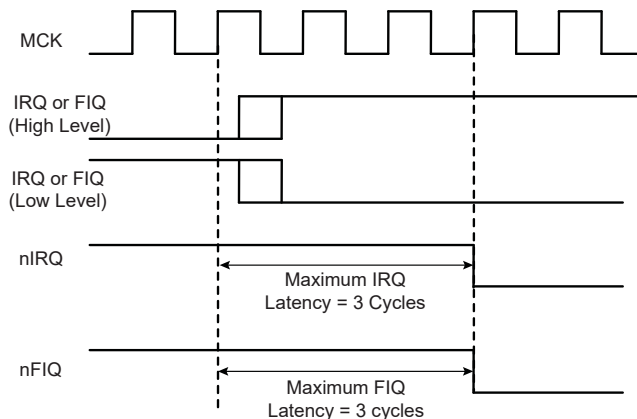 MCK
IRQ or FIQ
(High Level)
IRQ or FIQ
(Low Level)
nIRQ
Maximum IRQ
Latency = 3 Cycles
nFIQ
Maximum FIQ
Latency = 3 cycles